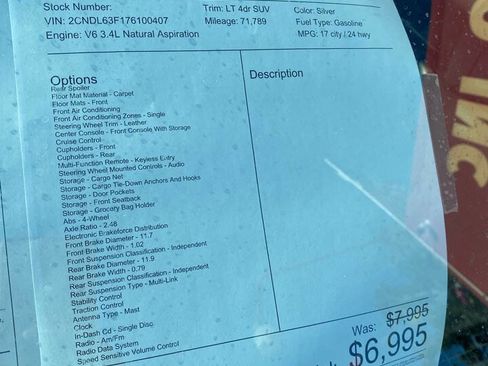 Stock Number:
Trim: LT 4dr SUV
Color: Silver
VIN: 2CNDL63F176100407
Mileage: 71,789
Fuel Type: Gasoline
Engine: V6 3.4L Natural Aspiration
MPG: 17 city / 24 hwy
Options
Rear Spoiler
Floor Mat Material - Carpet
Floor Mats - Front
Front Air Conditioning
Front Air Conditioning Zones - Single
Steering Wheel Trim - Leather
Center Console - Front Console With Storage
Cruise Control
Cupholders - Front
Cupholders - Rear
Multi-Function Remote - Keyless Entry
Steering Wheel Mounted Controls - Audio
Storage - Cargo Net
Storage - Cargo Tie-Down Anchors And Hooks
Storage - Door Pockets
Storage - Front Seatback
Storage - Grocery Bag Holder
Abs - 4-Wheel
Axle Ratio - 2.48
Electronic Brakeforce Distribution
Front Brake Diameter - 11.7
Front Brake Width - 1.02
Front Suspension Classification - Independent
Rear Brake Diameter - 11.9
Rear Brake Width - 0.79
Rear Suspension Classification - Independent
Rear Suspension Type - Multi-Link
Stability Control
Traction Control
Antenna Type - Mast
Clock
In-Dash Cd - Single Disc
Radio - Am/Fm
Radio Data System
Speed Sensitive Volume Control
Description
Was: $7,995
$6,995
INC